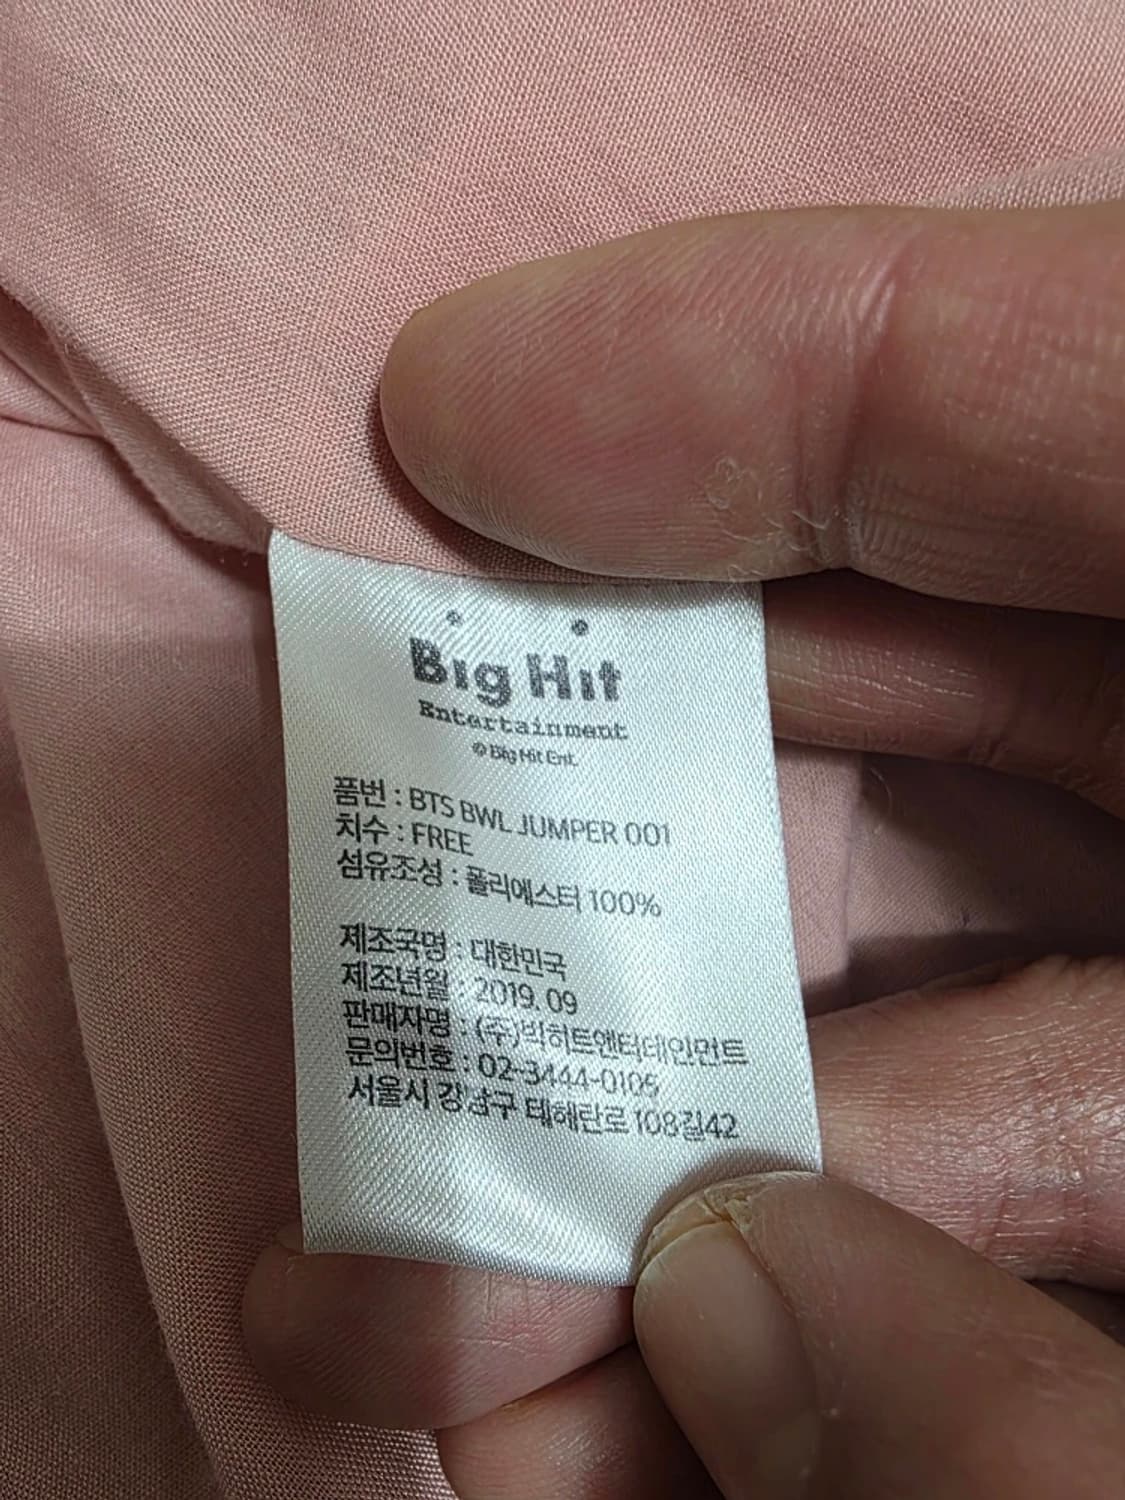 Big Hit
Entertainment
© Big Hit Ent.
품번 : BTS BWL JUMPER 001
치수 : FREE
섬유조성 : 폴리에스터 100%
제조국명 : 대한민국
제조년월 : 2019. 09
판매자명 : (주)빅히트엔터테인먼트
문의번호 : 02-3444-0105
서울시 강남구 테헤란로 108길42